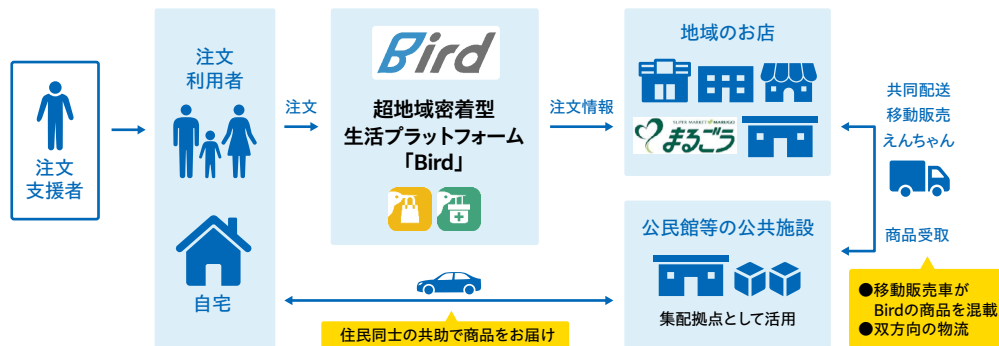 注文
支援者
注文
利用者
自宅
注文
Bird
超地域密着型
生活プラットフォーム
「Bird」
注文情報
地域のお店
SUPER MARKET MARUGO
まるごう
公民館等の公共施設
集配拠点として活用
共同配送
移動販売
えんちゃん
商品受取
●移動販売車が
Birdの商品を混載
●双方向の物流
住民同士の共助で商品をお届け